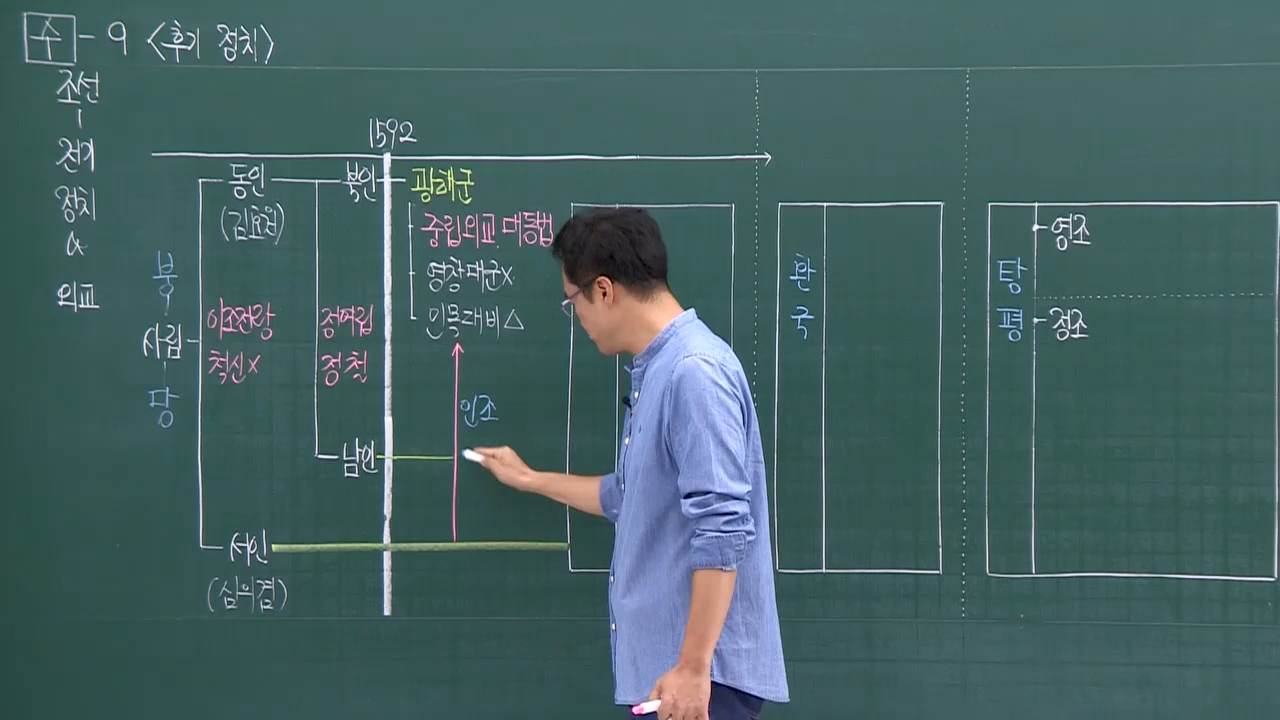 수 - 9 <후기 정치>
조선
전기
정치
&
외교
1592
동인
(김효원)
북인
광해군
중립외교, 대동법
영창대군X
인목대비△
붕
사림
당
이조전랑
척신X
정여립
정철
인조
남인
서인
(심의겸)
환
국
탕
평
영조
정조